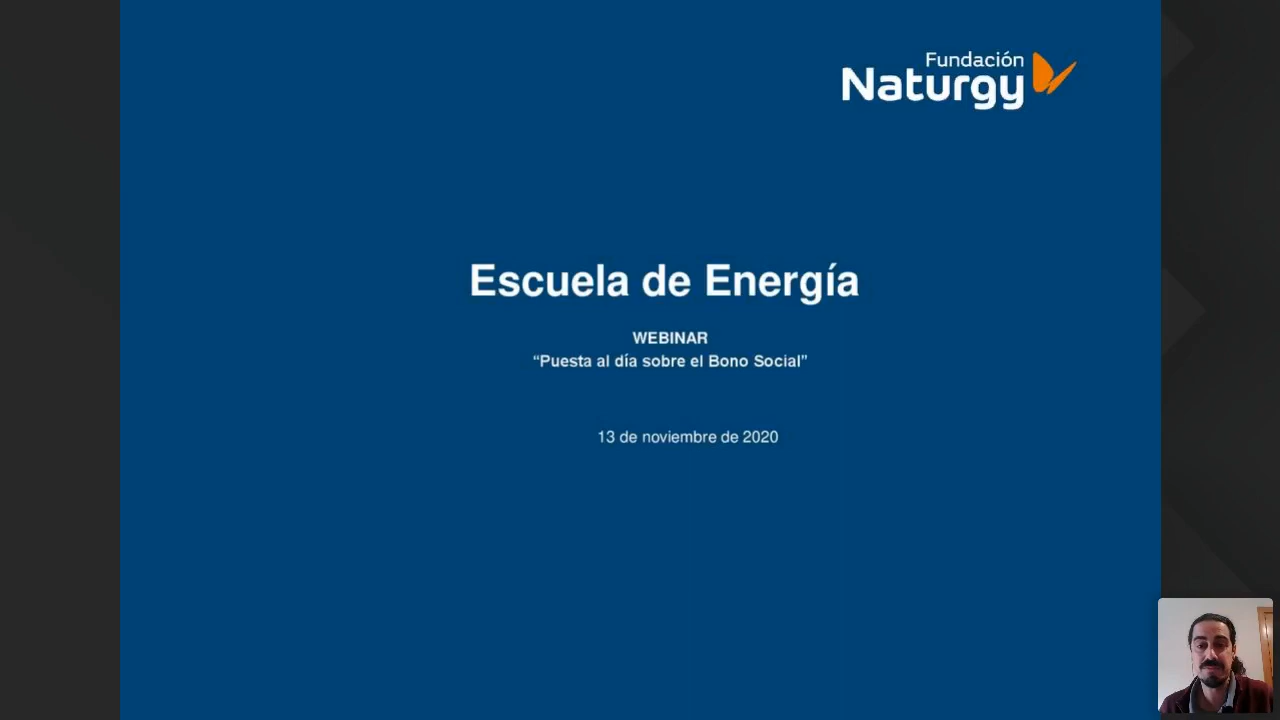 Fundación
Naturgy
Escuela de Energía
WEBINAR
“Puesta al día sobre el Bono Social”
13 de noviembre de 2020